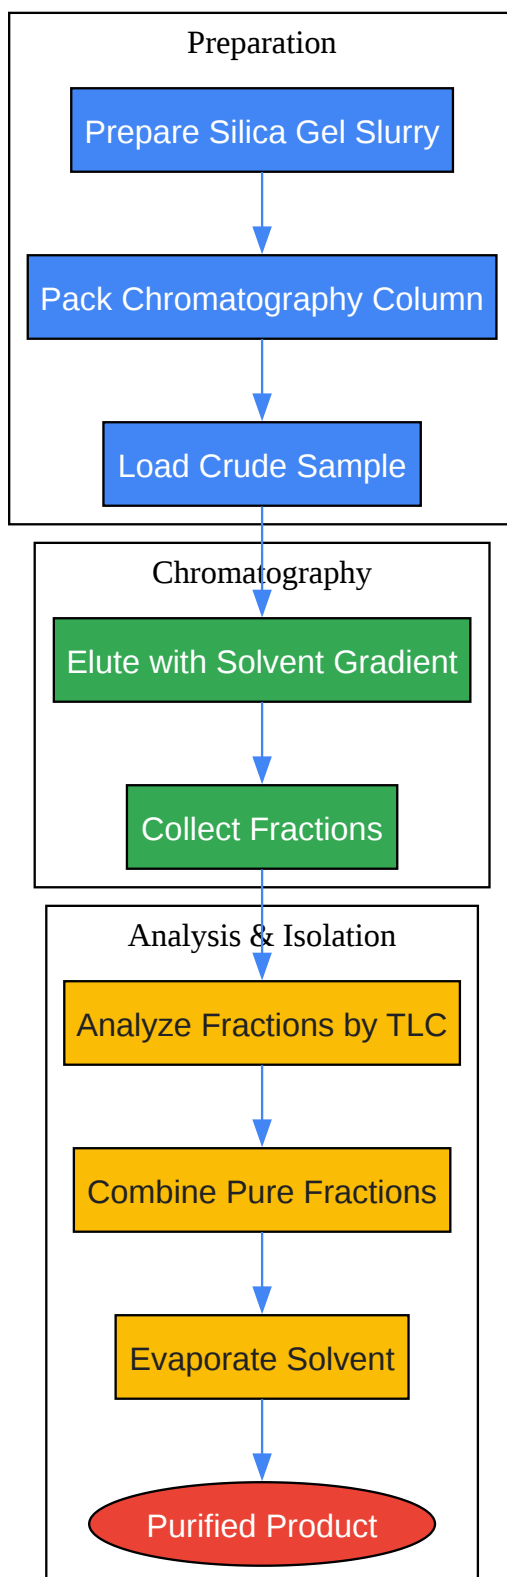 Preparation
Prepare Silica Gel Slurry
Pack Chromatography Column
Load Crude Sample
Chromatography
Elute with Solvent Gradient
Collect Fractions
Analysis & Isolation
Analyze Fractions by TLC
Combine Pure Fractions
Evaporate Solvent
Purified Product